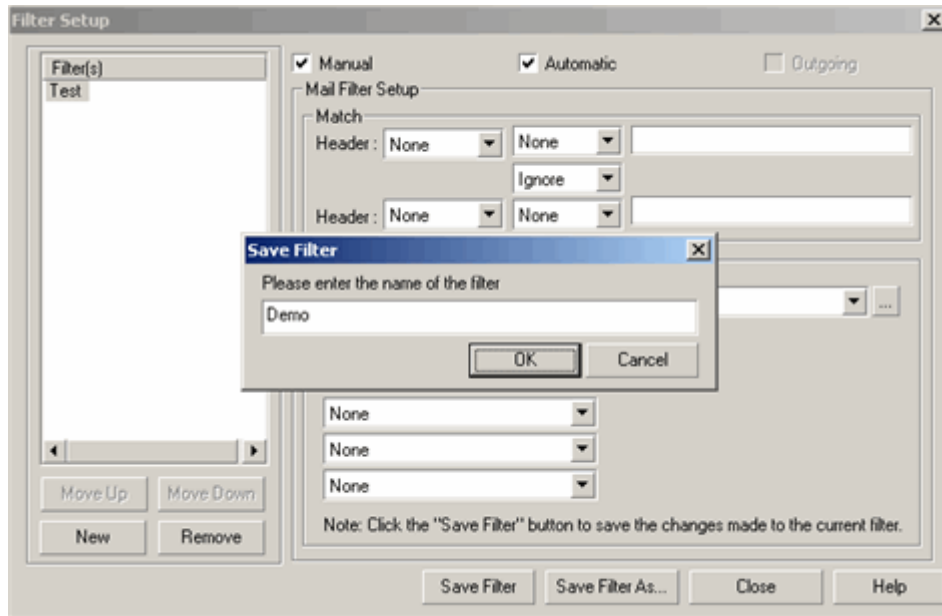 Filter Setup
Filter(s)
Test
Manual Automatic Outgoing
Mail Filter Setup
Match
Header : None None
Ignore
Header : None None
Save Filter
Please enter the name of the filter
Demo
OK Cancel
...
None
None
None
Move Up Move Down
New Remove
Note: Click the "Save Filter" button to save the changes made to the current filter.
Save Filter Save Filter As... Close Help